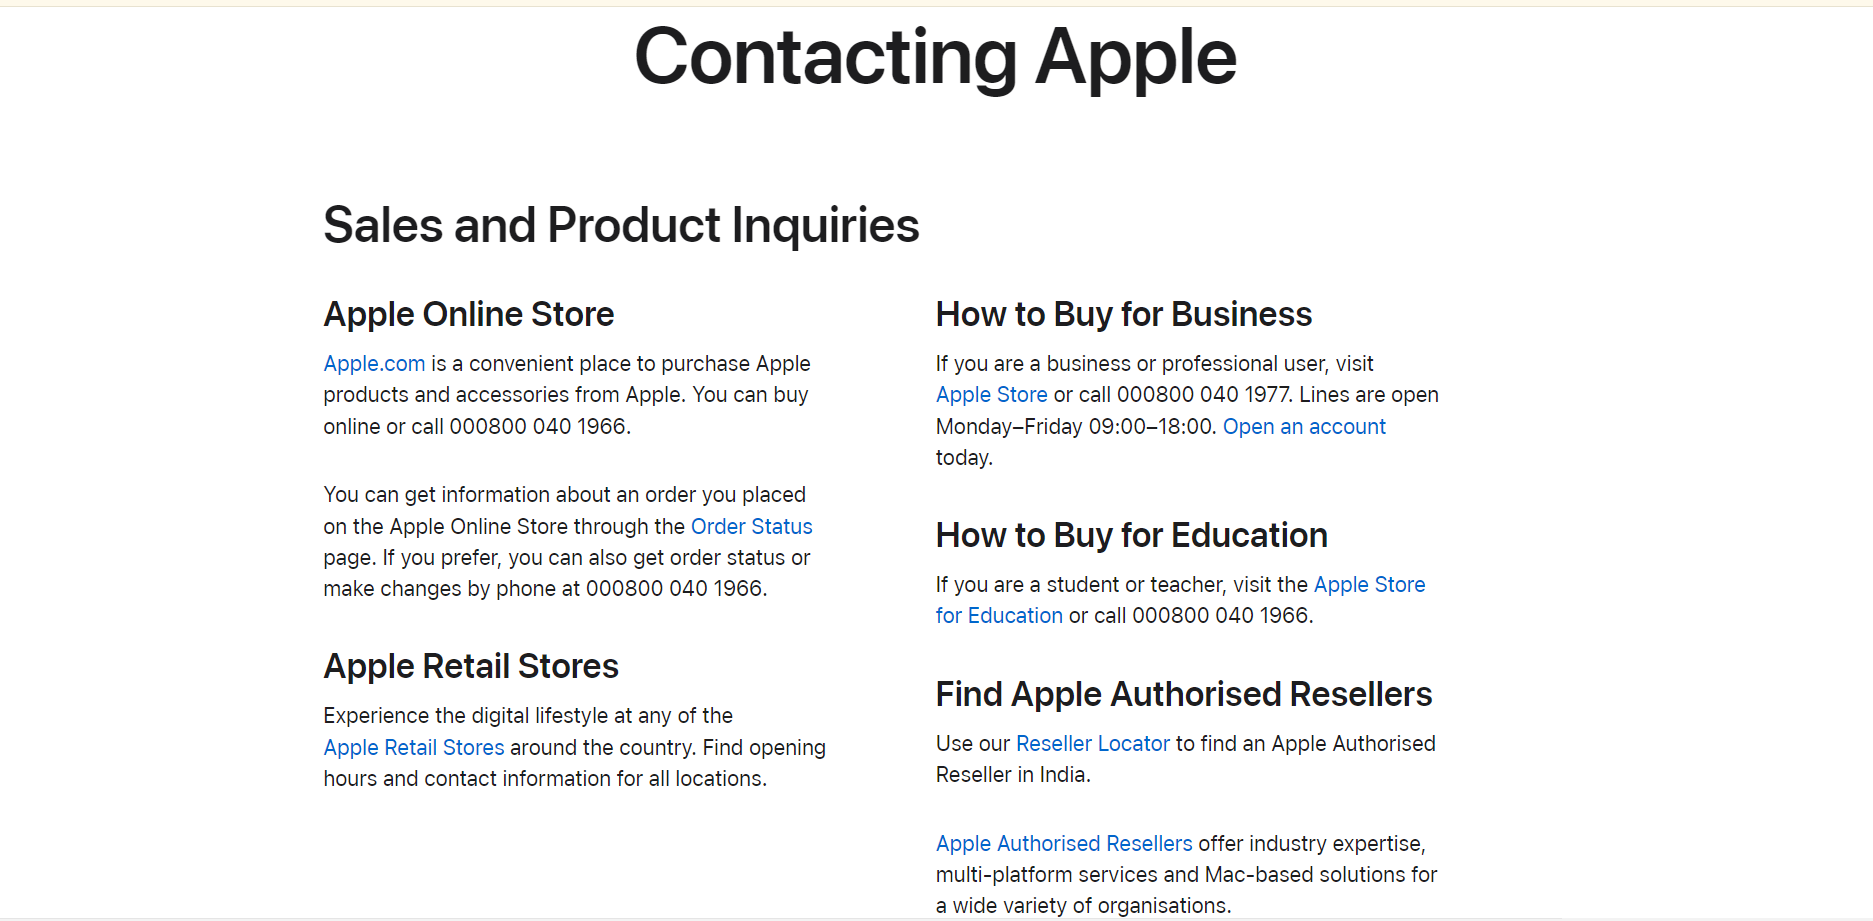 Contacting Apple
Sales and Product Inquiries
Apple Online Store
Apple.com is a convenient place to purchase Apple
products and accessories from Apple. You can buy
online or call 000800 040 1966.
You can get information about an order you placed
on the Apple Online Store through the Order Status
page. If you prefer, you can also get order status or
make changes by phone at 000800 040 1966.
Apple Retail Stores
Experience the digital lifestyle at any of the
Apple Retail Stores around the country. Find opening
hours and contact information for all locations.
How to Buy for Business
If you are a business or professional user, visit
Apple Store or call 000800 040 1977. Lines are open
Monday–Friday 09:00–18:00. Open an account
today.
How to Buy for Education
If you are a student or teacher, visit the Apple Store
for Education or call 000800 040 1966.
Find Apple Authorised Resellers
Use our Reseller Locator to find an Apple Authorised
Reseller in India.
Apple Authorised Resellers offer industry expertise,
multi-platform services and Mac-based solutions for
a wide variety of organisations.